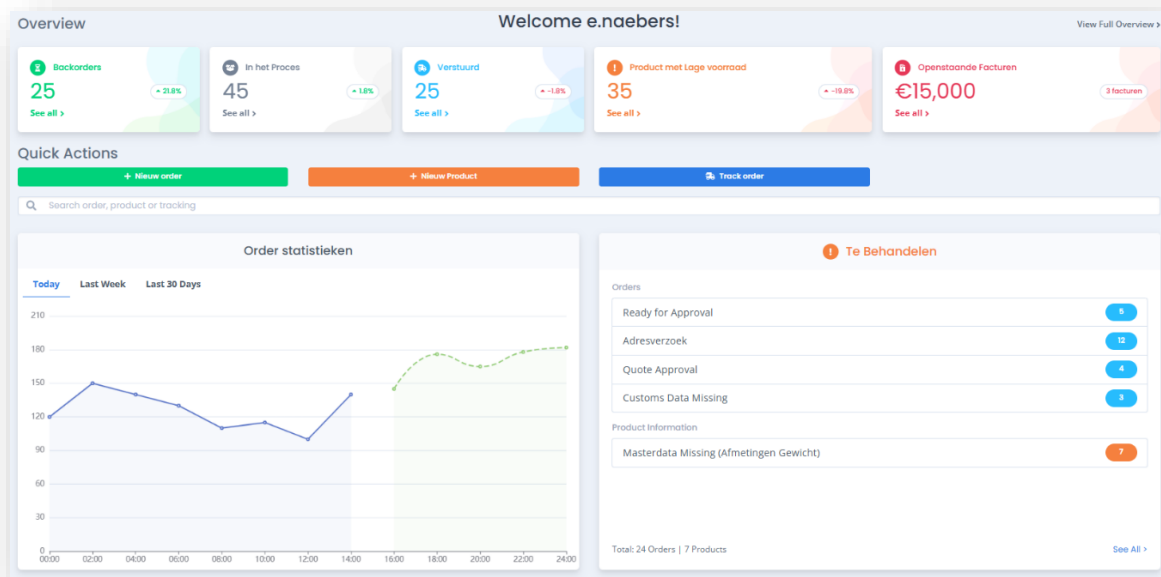 Overview
Welcome e.naebers!
View Full Overview >
Backorders
25
21.8%
See all >
In het Proces
45
1.8%
See all >
Verstuurd
25
-1.8%
See all >
Product met Lage voorraad
35
-19.8%
See all >
Openstaande Facturen
€15,000
3 facturen
See all >
Quick Actions
+ Nieuw order
+ Nieuw Product
Track order
Search order, product or tracking
Order statistieken
Today Last Week Last 30 Days
210
180
150
120
90
60
30
0
00:00 02:00 04:00 06:00 08:00 10:00 12:00 14:00 16:00 18:00 20:00 22:00 24:00
Te Behandelen
Orders
Ready for Approval 5
Adresverzoek 12
Quote Approval 4
Customs Data Missing 3
Product Information
Masterdata Missing (Afmetingen Gewicht) 7
Total: 24 Orders | 7 Products
See All >